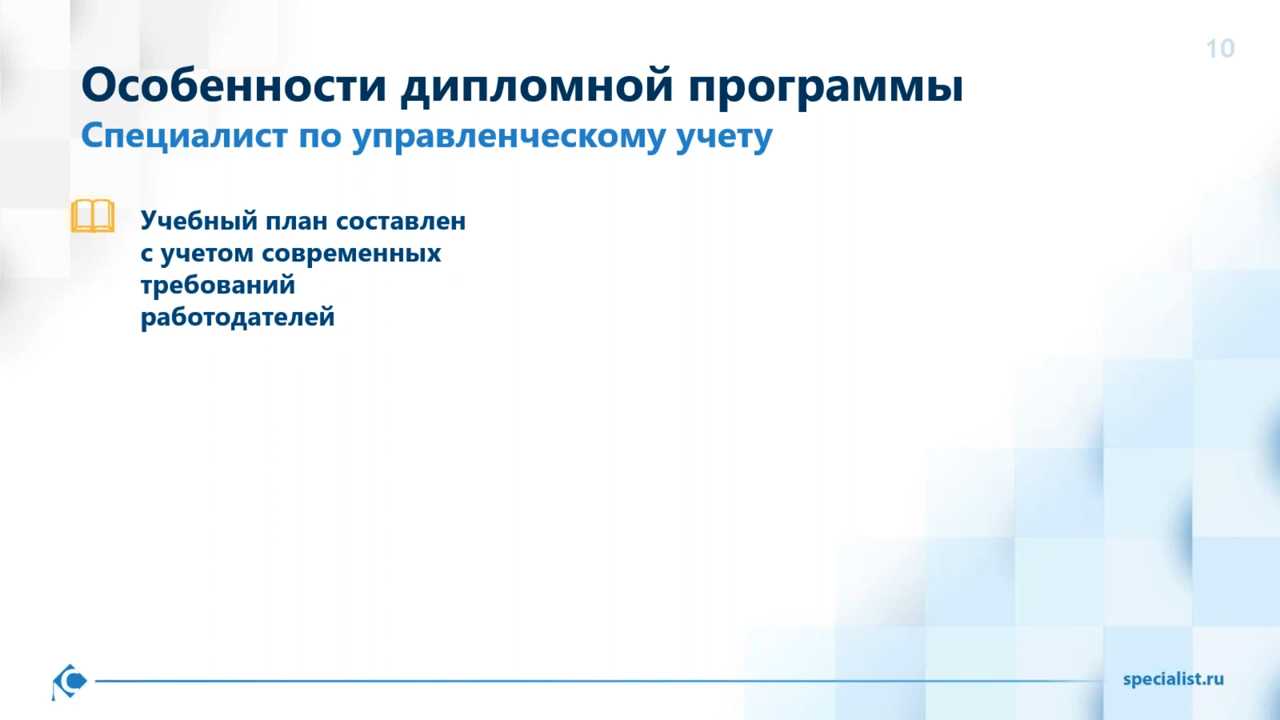 10
Особенности дипломной программы
Специалист по управленческому учету
Учебный план составлен
с учетом современных
требований
работодателей
specialist.ru